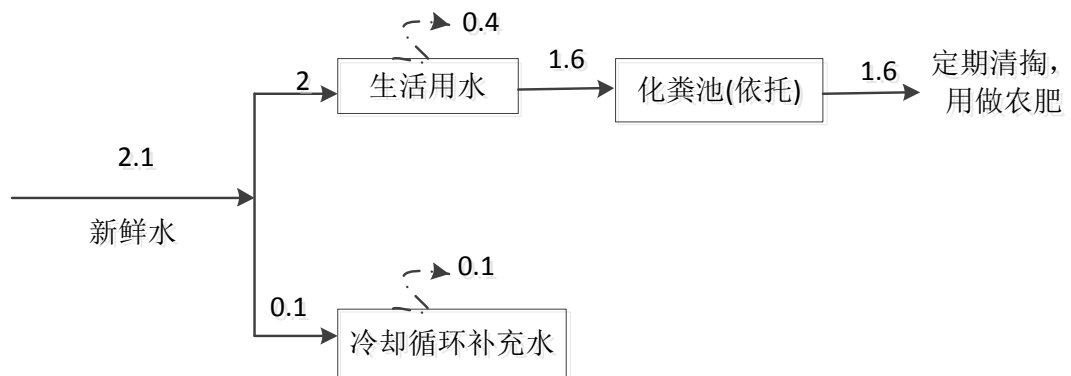 0.4
2
生活用水
1.6
化粪池(依托)
1.6
定期清掏，
用做农肥
2.1
新鲜水
0.1
0.1
冷却循环补充水